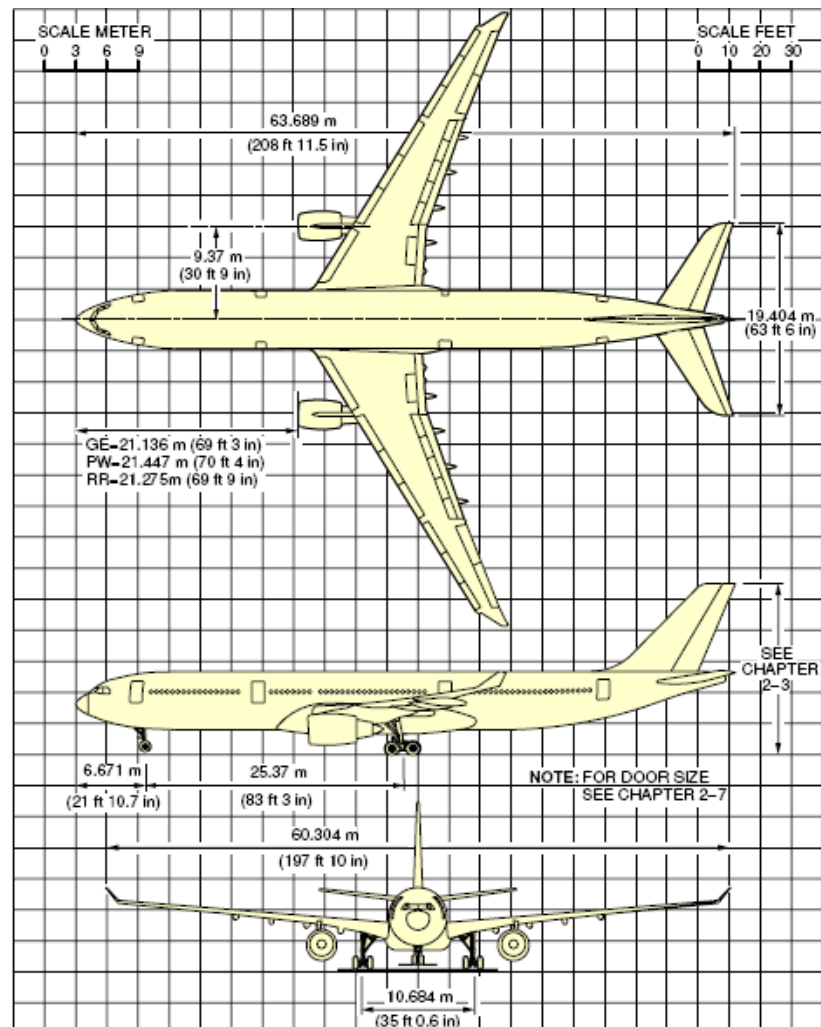 SCALE METER
0 3 6 9
SCALE FEET
0 10 20 30
63.689 m
(208 ft 11.5 in)
9.37 m
(30 ft 9 in)
19.404 m
(63 ft 6 in)
GE=21.136 m (69 ft 3 in)
PW=21.447 m (70 ft 4 in)
RR=21.275m (69 ft 9 in)
SEE
CHAPTER
2-3
6.671 m
(21 ft 10.7 in)
25.37 m
(83 ft 3 in)
NOTE: FOR DOOR SIZE
SEE CHAPTER 2-7
60.304 m
(197 ft 10 in)
10.684 m
(35 ft 0.6 in)